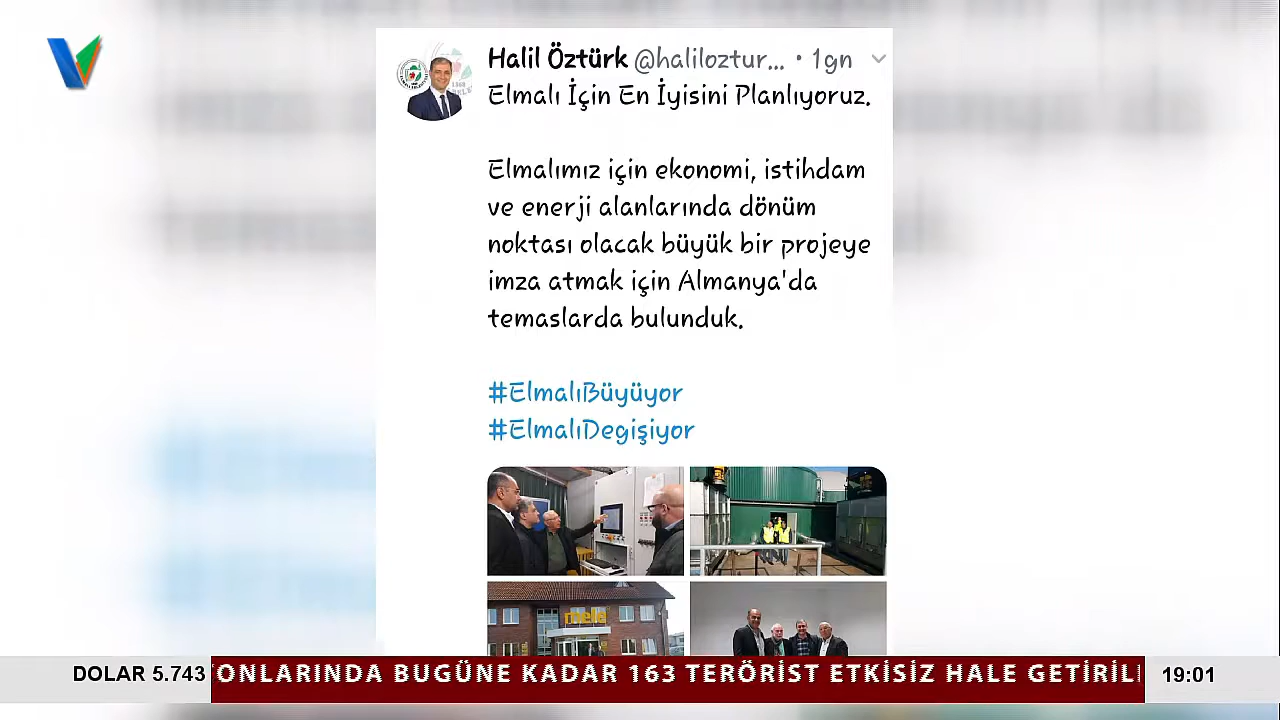 Halil Öztürk @haliloztur... • 1gn
Elmalı İçin En İyisini Planlıyoruz.
Elmalımız için ekonomi, istihdam
ve enerji alanlarında dönüm
noktası olacak büyük bir projeye
imza atmak için Almanya'da
temaslarda bulunduk.
#ElmalıBüyüyor
#ElmalıDegişiyor
mele
DOLAR 5.743 ONLARINDA BUGÜNE KADAR 163 TERÖRİST ETKİSİZ HALE GETİRİL 19:01